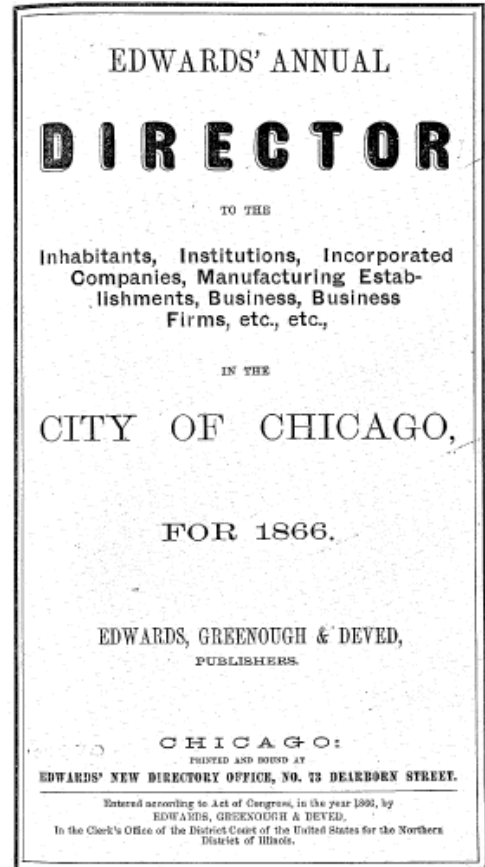 EDWARDS' ANNUAL
DIRECTOR
TO THE
Inhabitants, Institutions, Incorporated
Companies, Manufacturing Estab-
lishments, Business, Business
Firms, etc., etc.,
IN THE
CITY OF CHICAGO,
FOR 1866.
EDWARDS, GREENOUGH & DEVED,
PUBLISHERS.
CHICAGO:
PRINTED AND BOUND AT
EDWARDS' NEW DIRECTORY OFFICE, NO. 73 DEARBORN STREET.
Entered according to Act of Congress, in the year 1866, by
EDWARDS, GREENOUGH & DEVED,
In the Clerk's Office of the District Court of the United States for the Northern
District of Illinois.